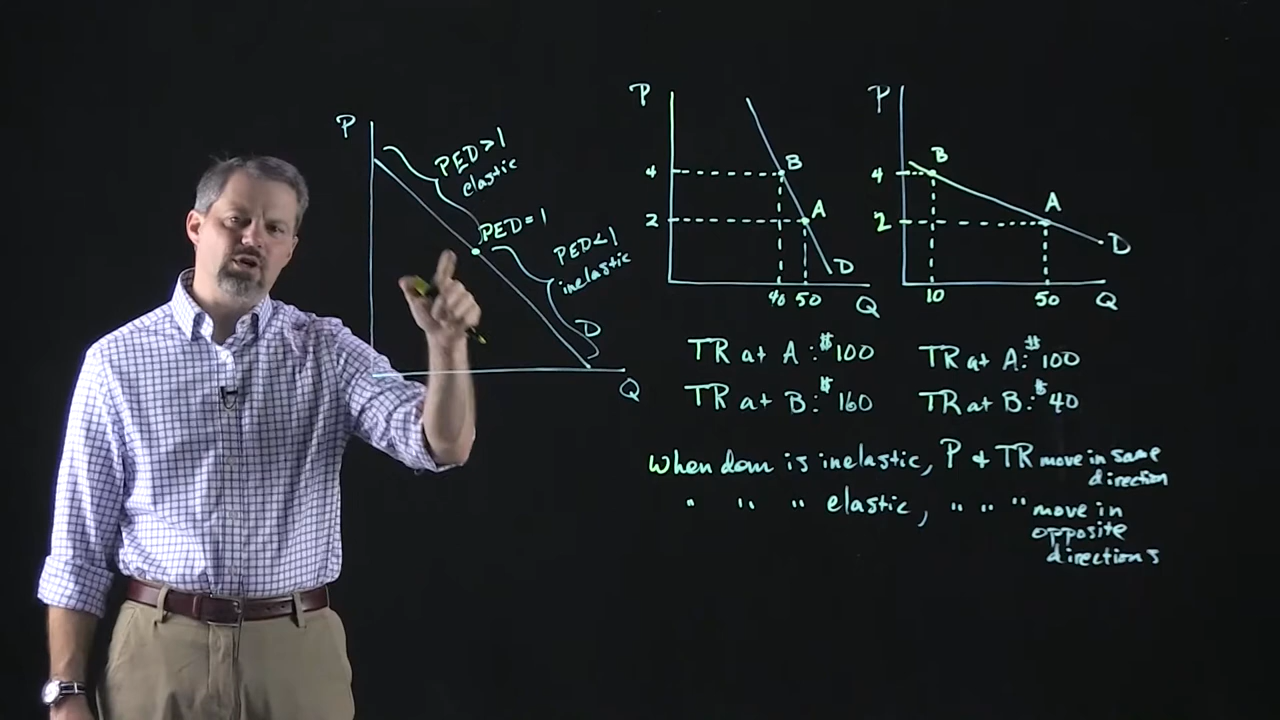 P
PED>1
elastic
PED=1
PED<1
inelastic
D
Q
P
4
B
2
A
D
40 50
Q
P
4
B
2
A
D
10
50
Q
TR at A: $100
TR at B: $160
TR at A: $100
TR at B: $40
When dem is inelastic, P & TR move in same
direction
" " " elastic, " " " move in
opposite
directions